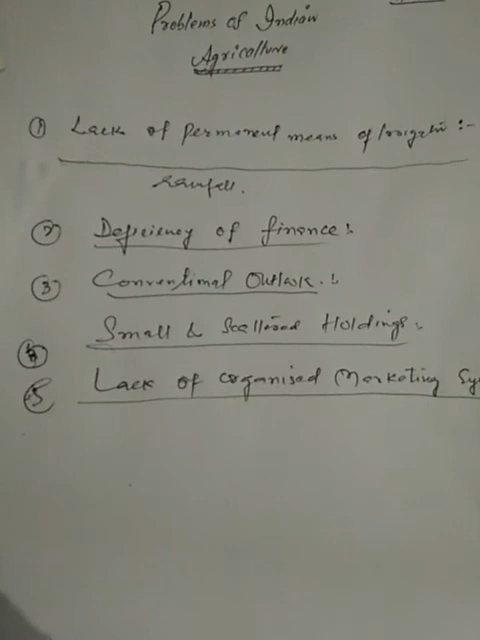 Problems of Indian
Agriculture
① Lack of permanent means of Irrigation :-
rainfall.
② Deficiency of finance :
③ Conventional Outlook. :
④ Small & Scattered Holdings :
⑤ Lack of organised Marketing Sy